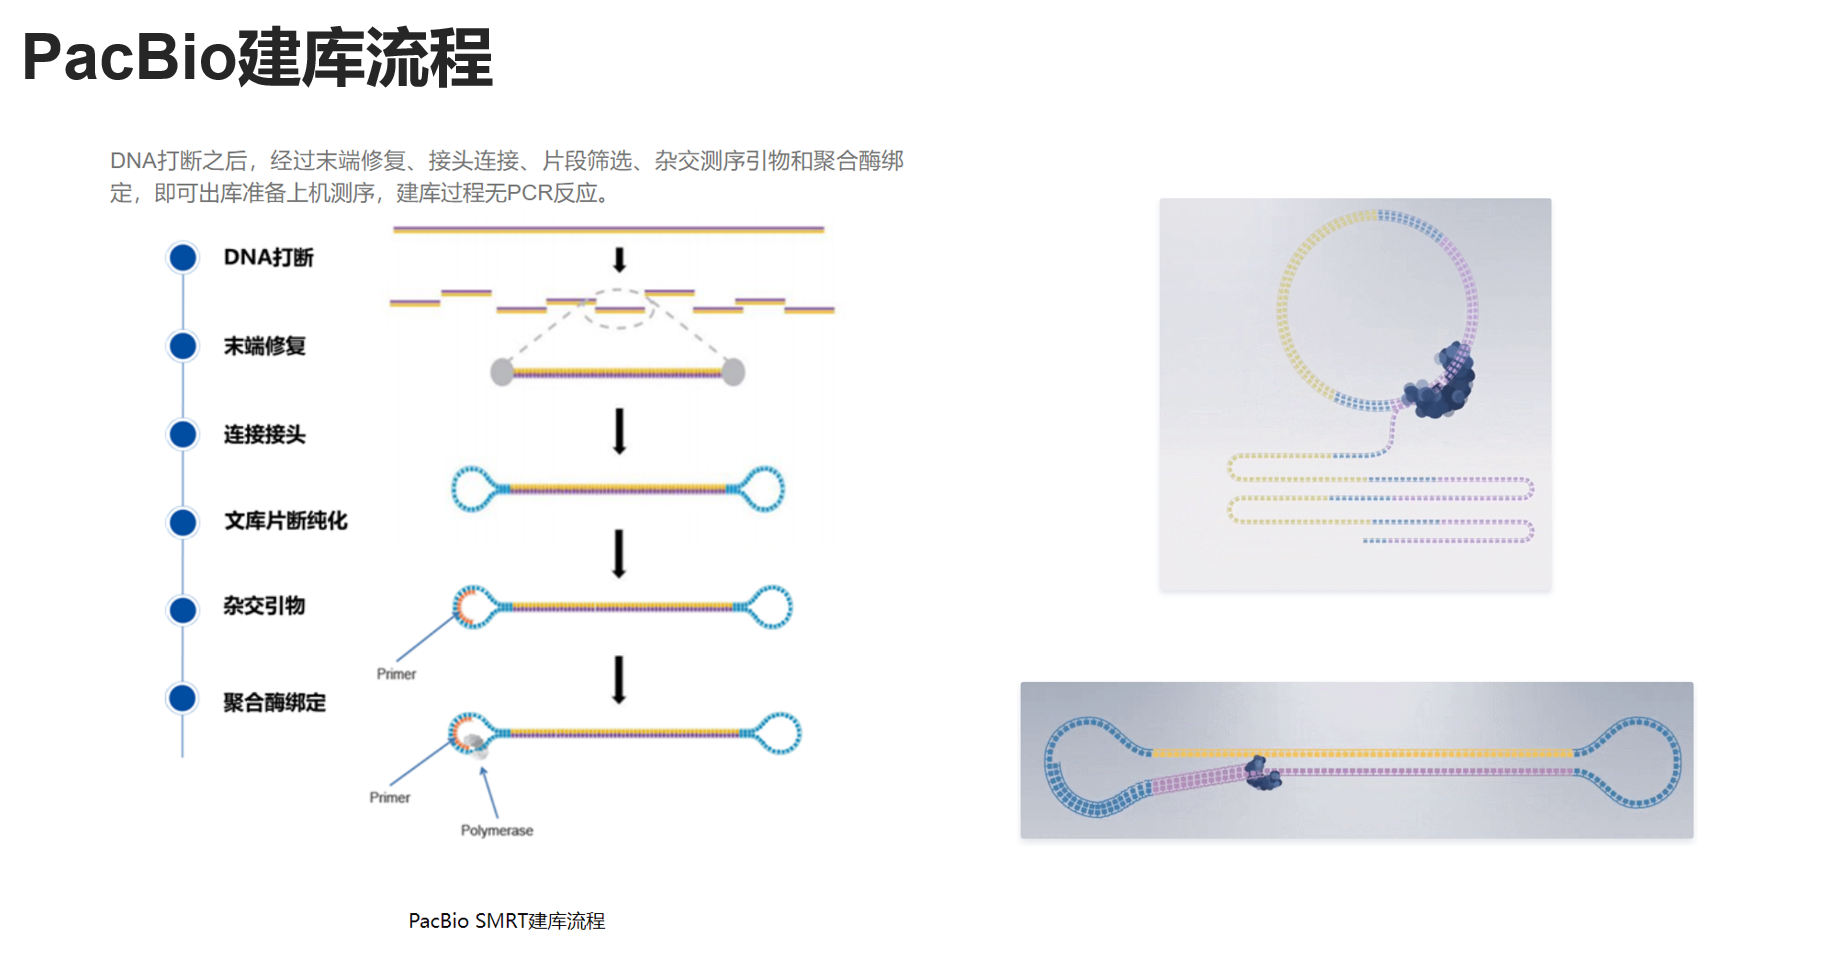 PacBio建库流程
DNA打断之后，经过末端修复、接头连接、片段筛选、杂交测序引物和聚合酶绑
定，即可出库准备上机测序，建库过程无PCR反应。
DNA打断
末端修复
连接接头
文库片断纯化
杂交引物
Primer
聚合酶绑定
Primer
Polymerase
PacBio SMRT建库流程